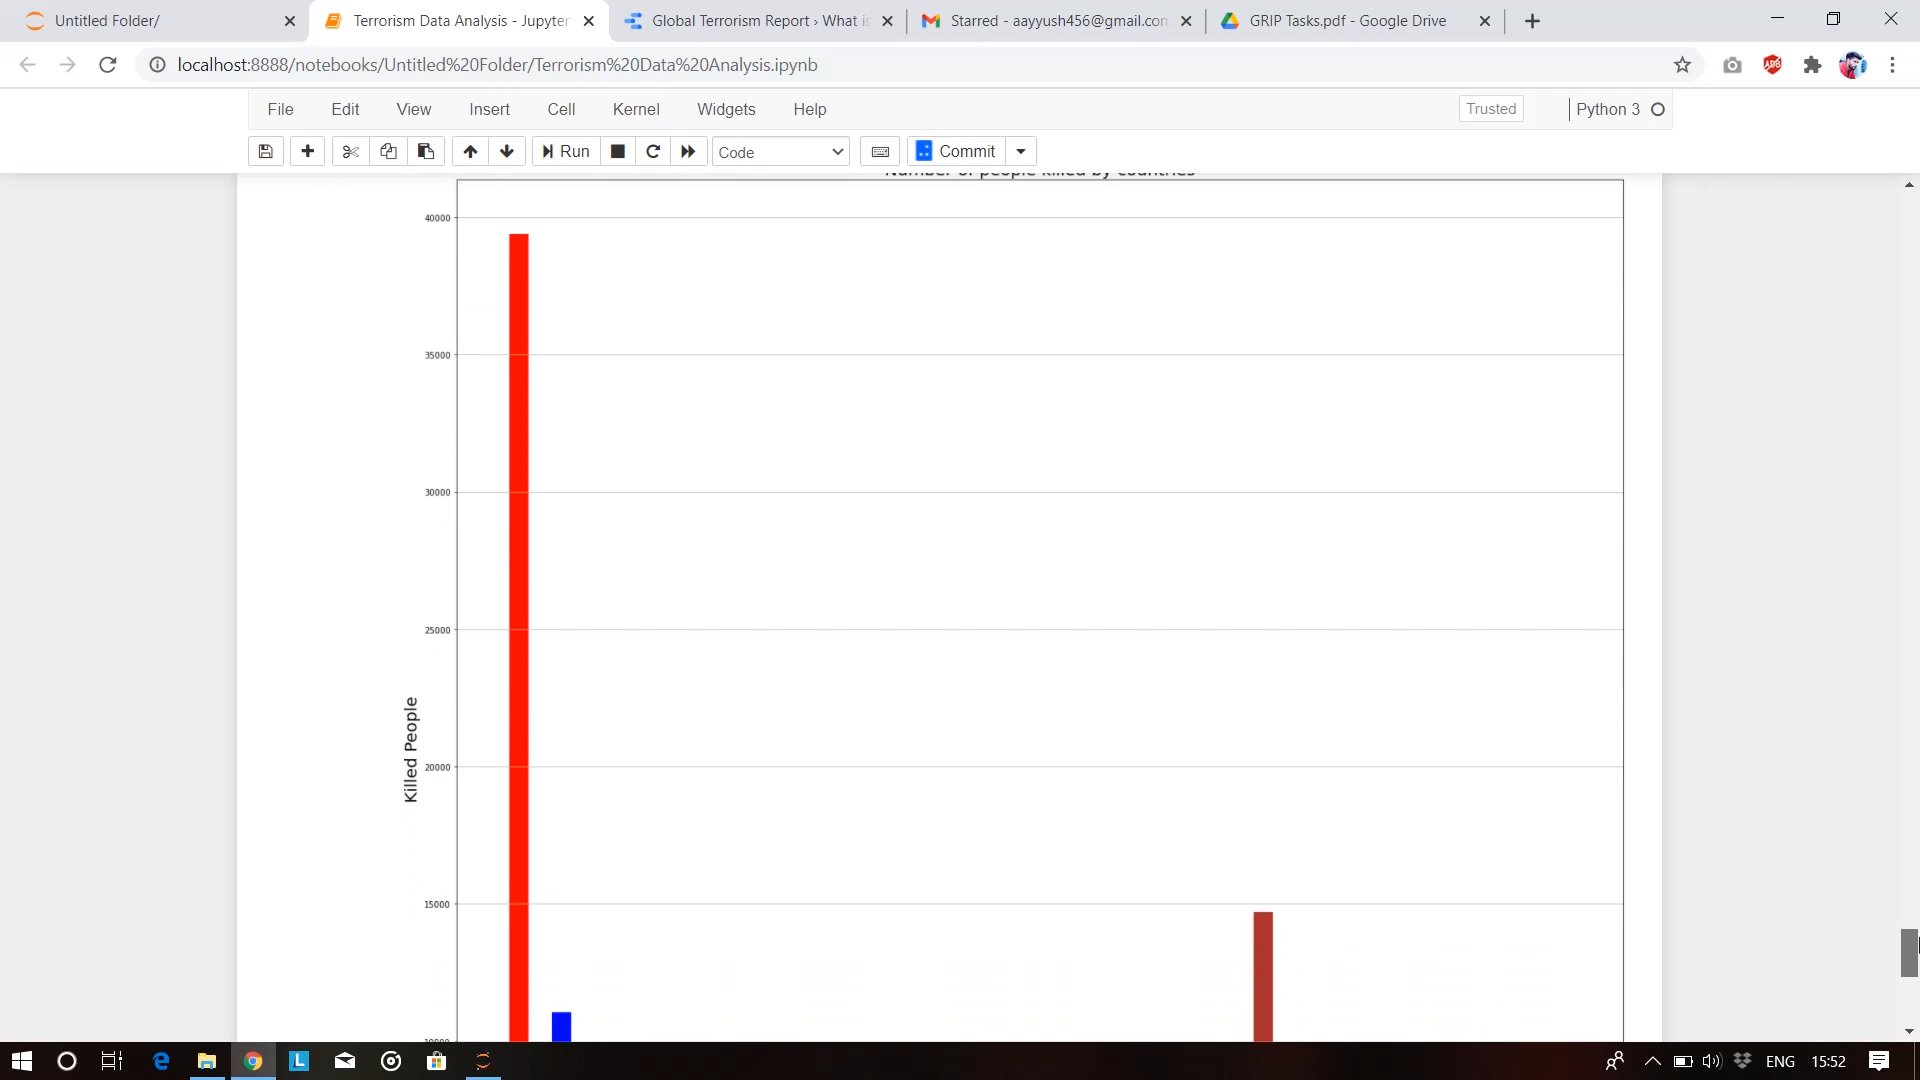 Untitled Folder/
Terrorism Data Analysis - Jupyter
Global Terrorism Report › What is
Starred - aayyush456@gmail.com
GRIP Tasks.pdf - Google Drive
localhost:8888/notebooks/Untitled%20Folder/Terrorism%20Data%20Analysis.ipynb
File Edit View Insert Cell Kernel Widgets Help Trusted Python 3
Run Code Commit
Number of people killed by countries
40000
35000
30000
25000
Killed People
20000
15000
10000
ENG 15:52